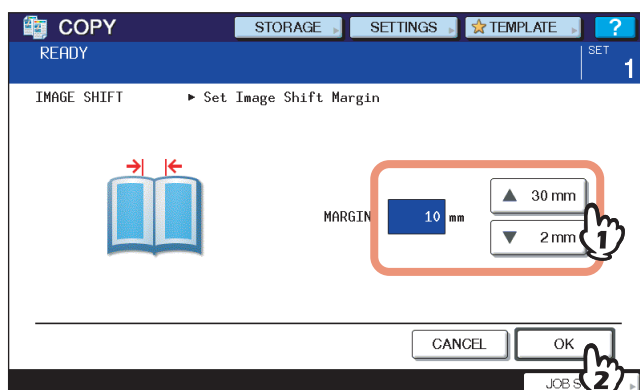 COPY STORAGE SETTINGS TEMPLATE ?
READY SET
1
IMAGE SHIFT ► Set Image Shift Margin
▲ 30 mm
MARGIN 10 mm
▼ 2 mm 1
CANCEL OK
JOB S 2